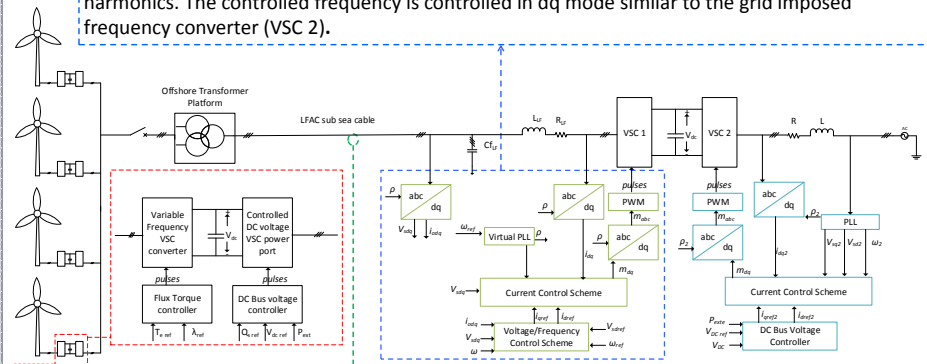 harmonics. The controlled frequency is controlled in dq mode similar to the grid imposed
frequency converter (VSC 2).
Offshore Transformer
Platform
LFAC sub sea cable
L_LF
R_LF
Cf_LF
VSC 1
V_dc
VSC 2
R
L
AC
Variable
Frequency
VSC
converter
V_dc
Controlled
DC voltage
VSC power
port
pulses
pulses
Flux Torque
controller
DC Bus voltage
controller
T_e ref
λ_ref
Q_s ref
V_dc ref
P_ext
ρ
abc
dq
V_sdq
i_odq
ω_ref
Virtual PLL
ρ
ρ
abc
dq
i_dq
pulses
PWM
m_abc
ρ
abc
dq
m_dq
V_sdq
Current Control Scheme
i_qref
i_dref
i_odq
V_sdq
ω
Voltage/Frequency
Control Scheme
V_sdref
ω_ref
pulses
PWM
m_abc
ρ_2
abc
dq
m_dq
abc
dq
ρ_2
i_dq2
PLL
V_sq2
V_sd2
ω_2
Current Control Scheme
i_qref2
i_dref2
P_exte
V_DC ref
V_DC
DC Bus Voltage
Controller